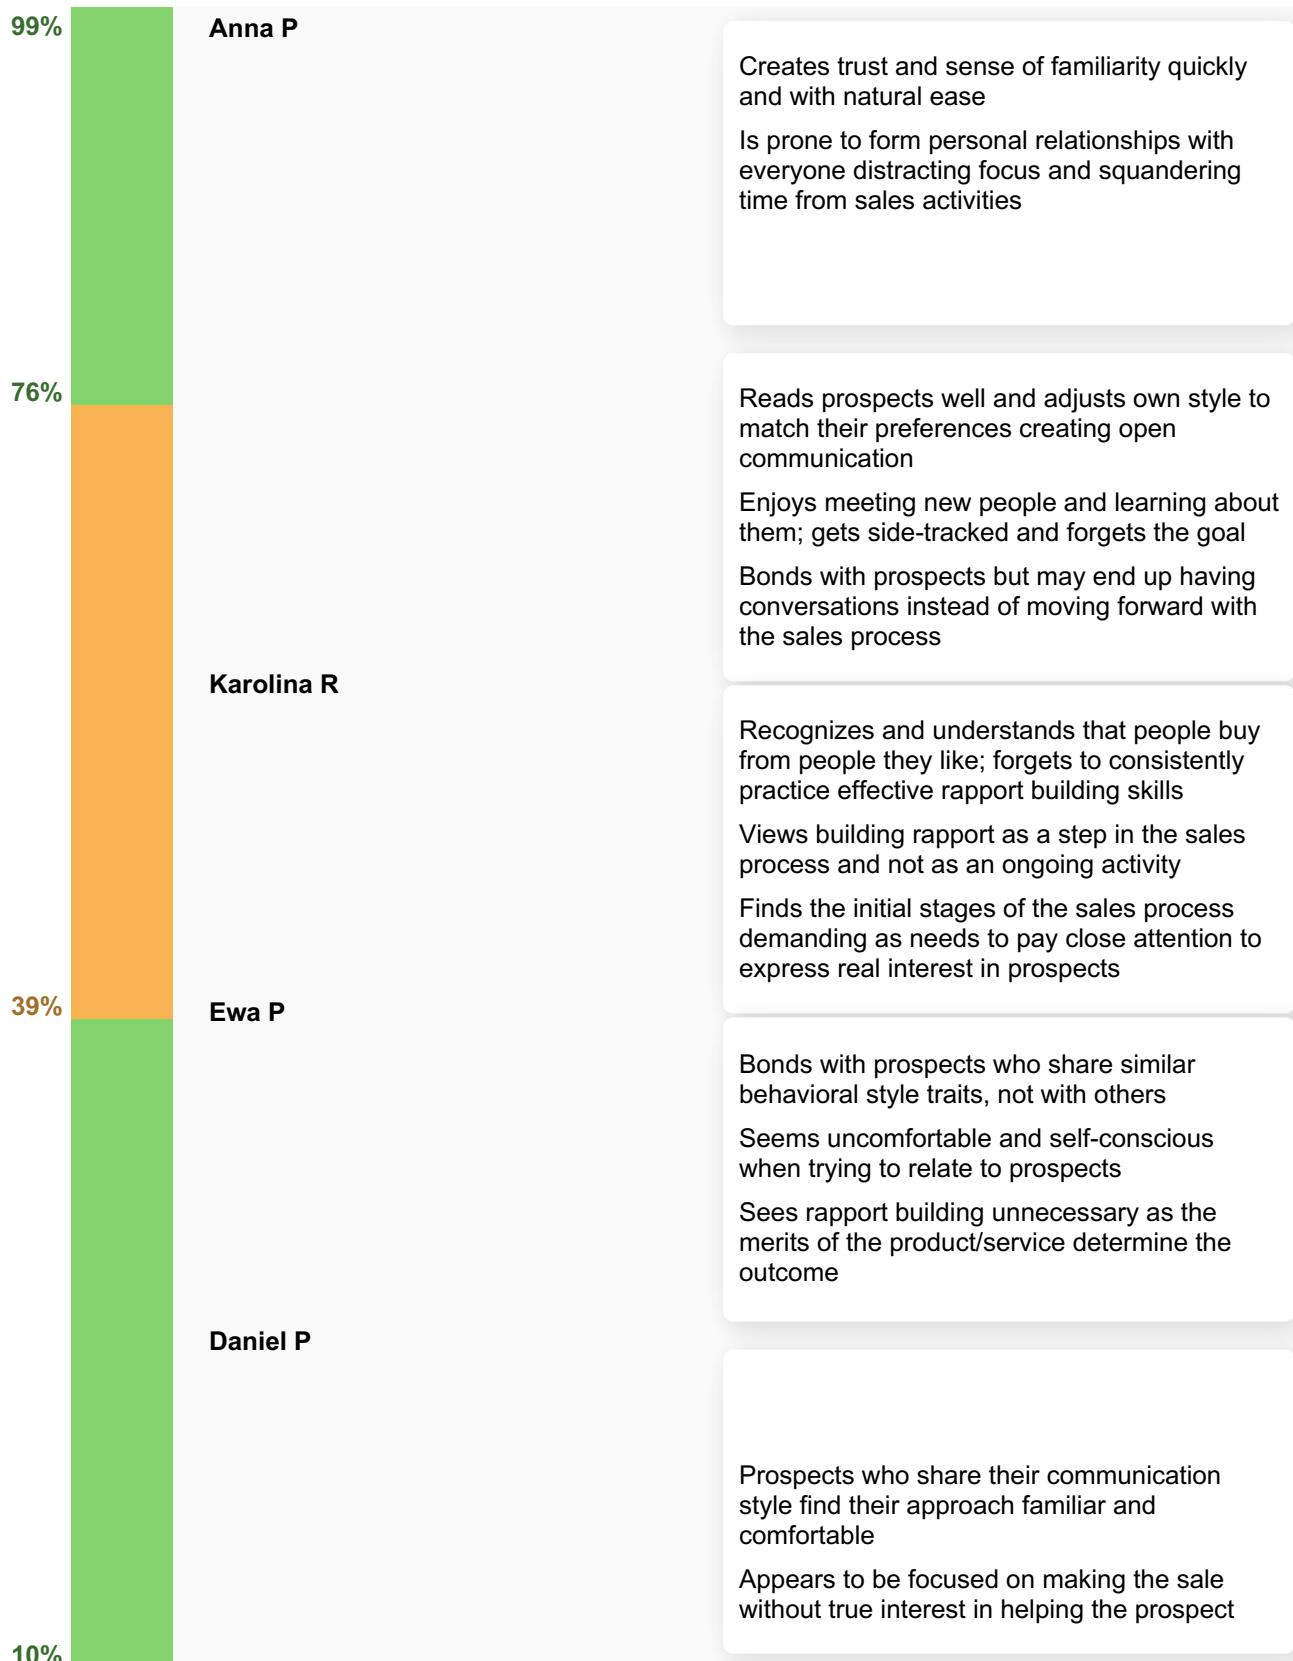 99%
Anna P
Creates trust and sense of familiarity quickly
and with natural ease
Is prone to form personal relationships with
everyone distracting focus and squandering
time from sales activities
76%
Reads prospects well and adjusts own style to
match their preferences creating open
communication
Enjoys meeting new people and learning about
them; gets side-tracked and forgets the goal
Bonds with prospects but may end up having
conversations instead of moving forward with
the sales process
Karolina R
Recognizes and understands that people buy
from people they like; forgets to consistently
practice effective rapport building skills
Views building rapport as a step in the sales
process and not as an ongoing activity
Finds the initial stages of the sales process
demanding as needs to pay close attention to
express real interest in prospects
39%
Ewa P
Bonds with prospects who share similar
behavioral style traits, not with others
Seems uncomfortable and self-conscious
when trying to relate to prospects
Sees rapport building unnecessary as the
merits of the product/service determine the
outcome
Daniel P
Prospects who share their communication
style find their approach familiar and
comfortable
Appears to be focused on making the sale
without true interest in helping the prospect
10%